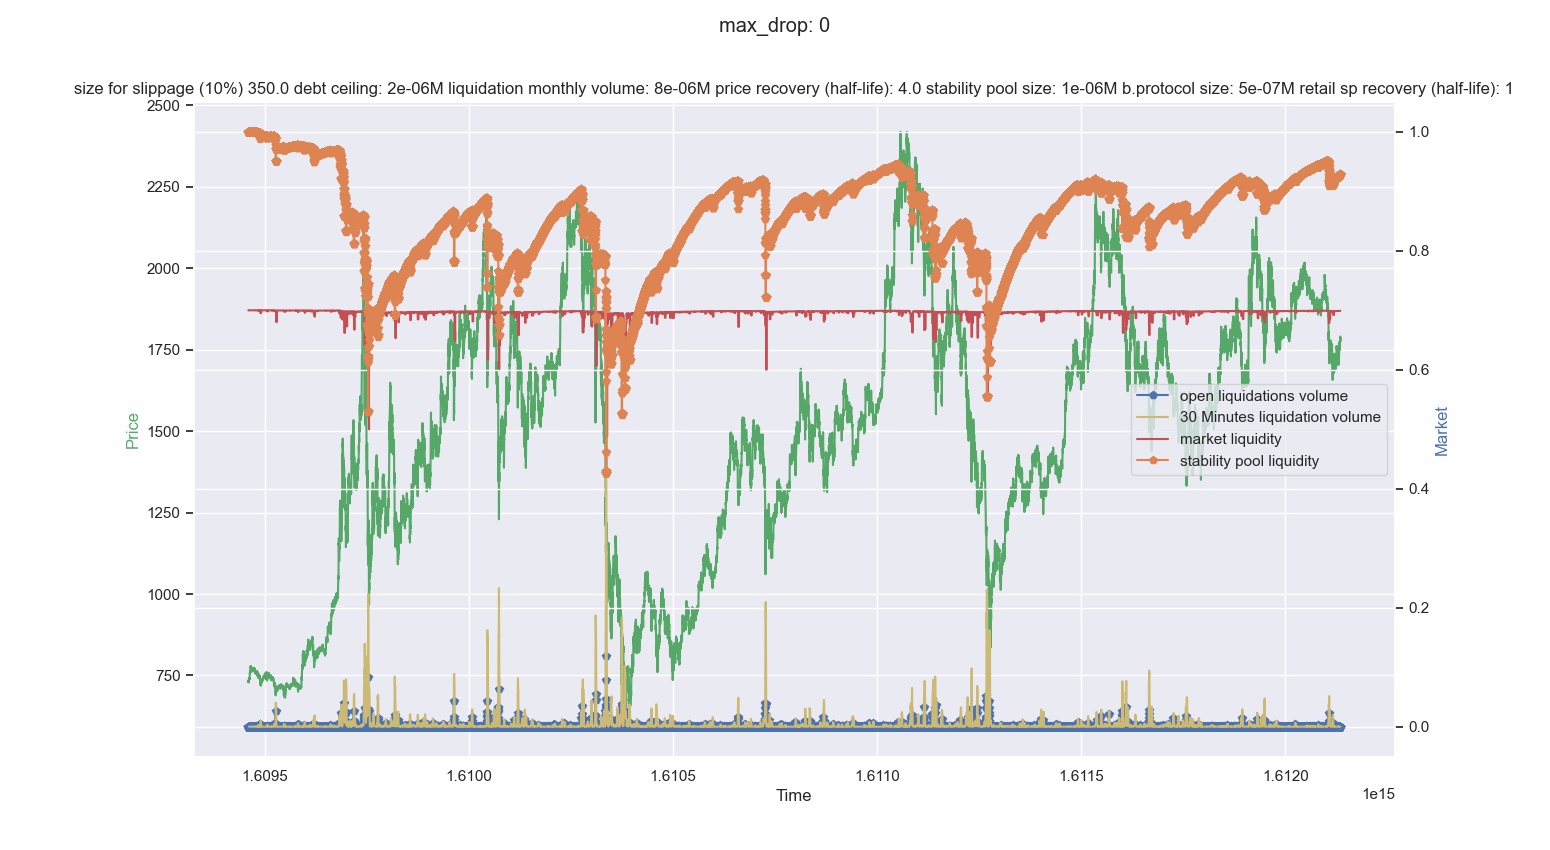 max_drop: 0
size for slippage (10%) 350.0 debt ceiling: 2e-06M liquidation monthly volume: 8e-06M price recovery (half-life): 4.0 stability pool size: 1e-06M b.protocol size: 5e-07M retail sp recovery (half-life): 1
2500
2250
2000
1750
1500
1250
1000
750
Price
1.0
0.8
0.6
0.4
0.2
0.0
Market
open liquidations volume
30 Minutes liquidation volume
market liquidity
stability pool liquidity
1.6095 1.6100 1.6105 1.6110 1.6115 1.6120
1e15
Time